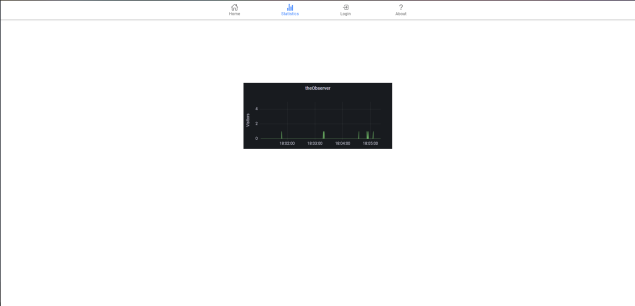 Home
Statistics
Login
About
theObserver
Visitors
4
2
0
18:02:00
18:03:00
18:04:00
18:05:00